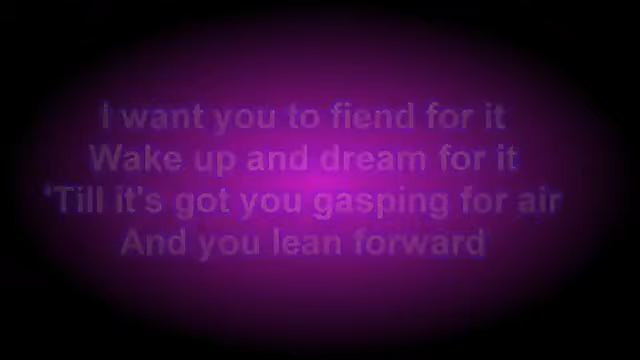 I want you to fiend for it
Wake up and dream for it
'Till it's got you gasping for air
And you lean forward